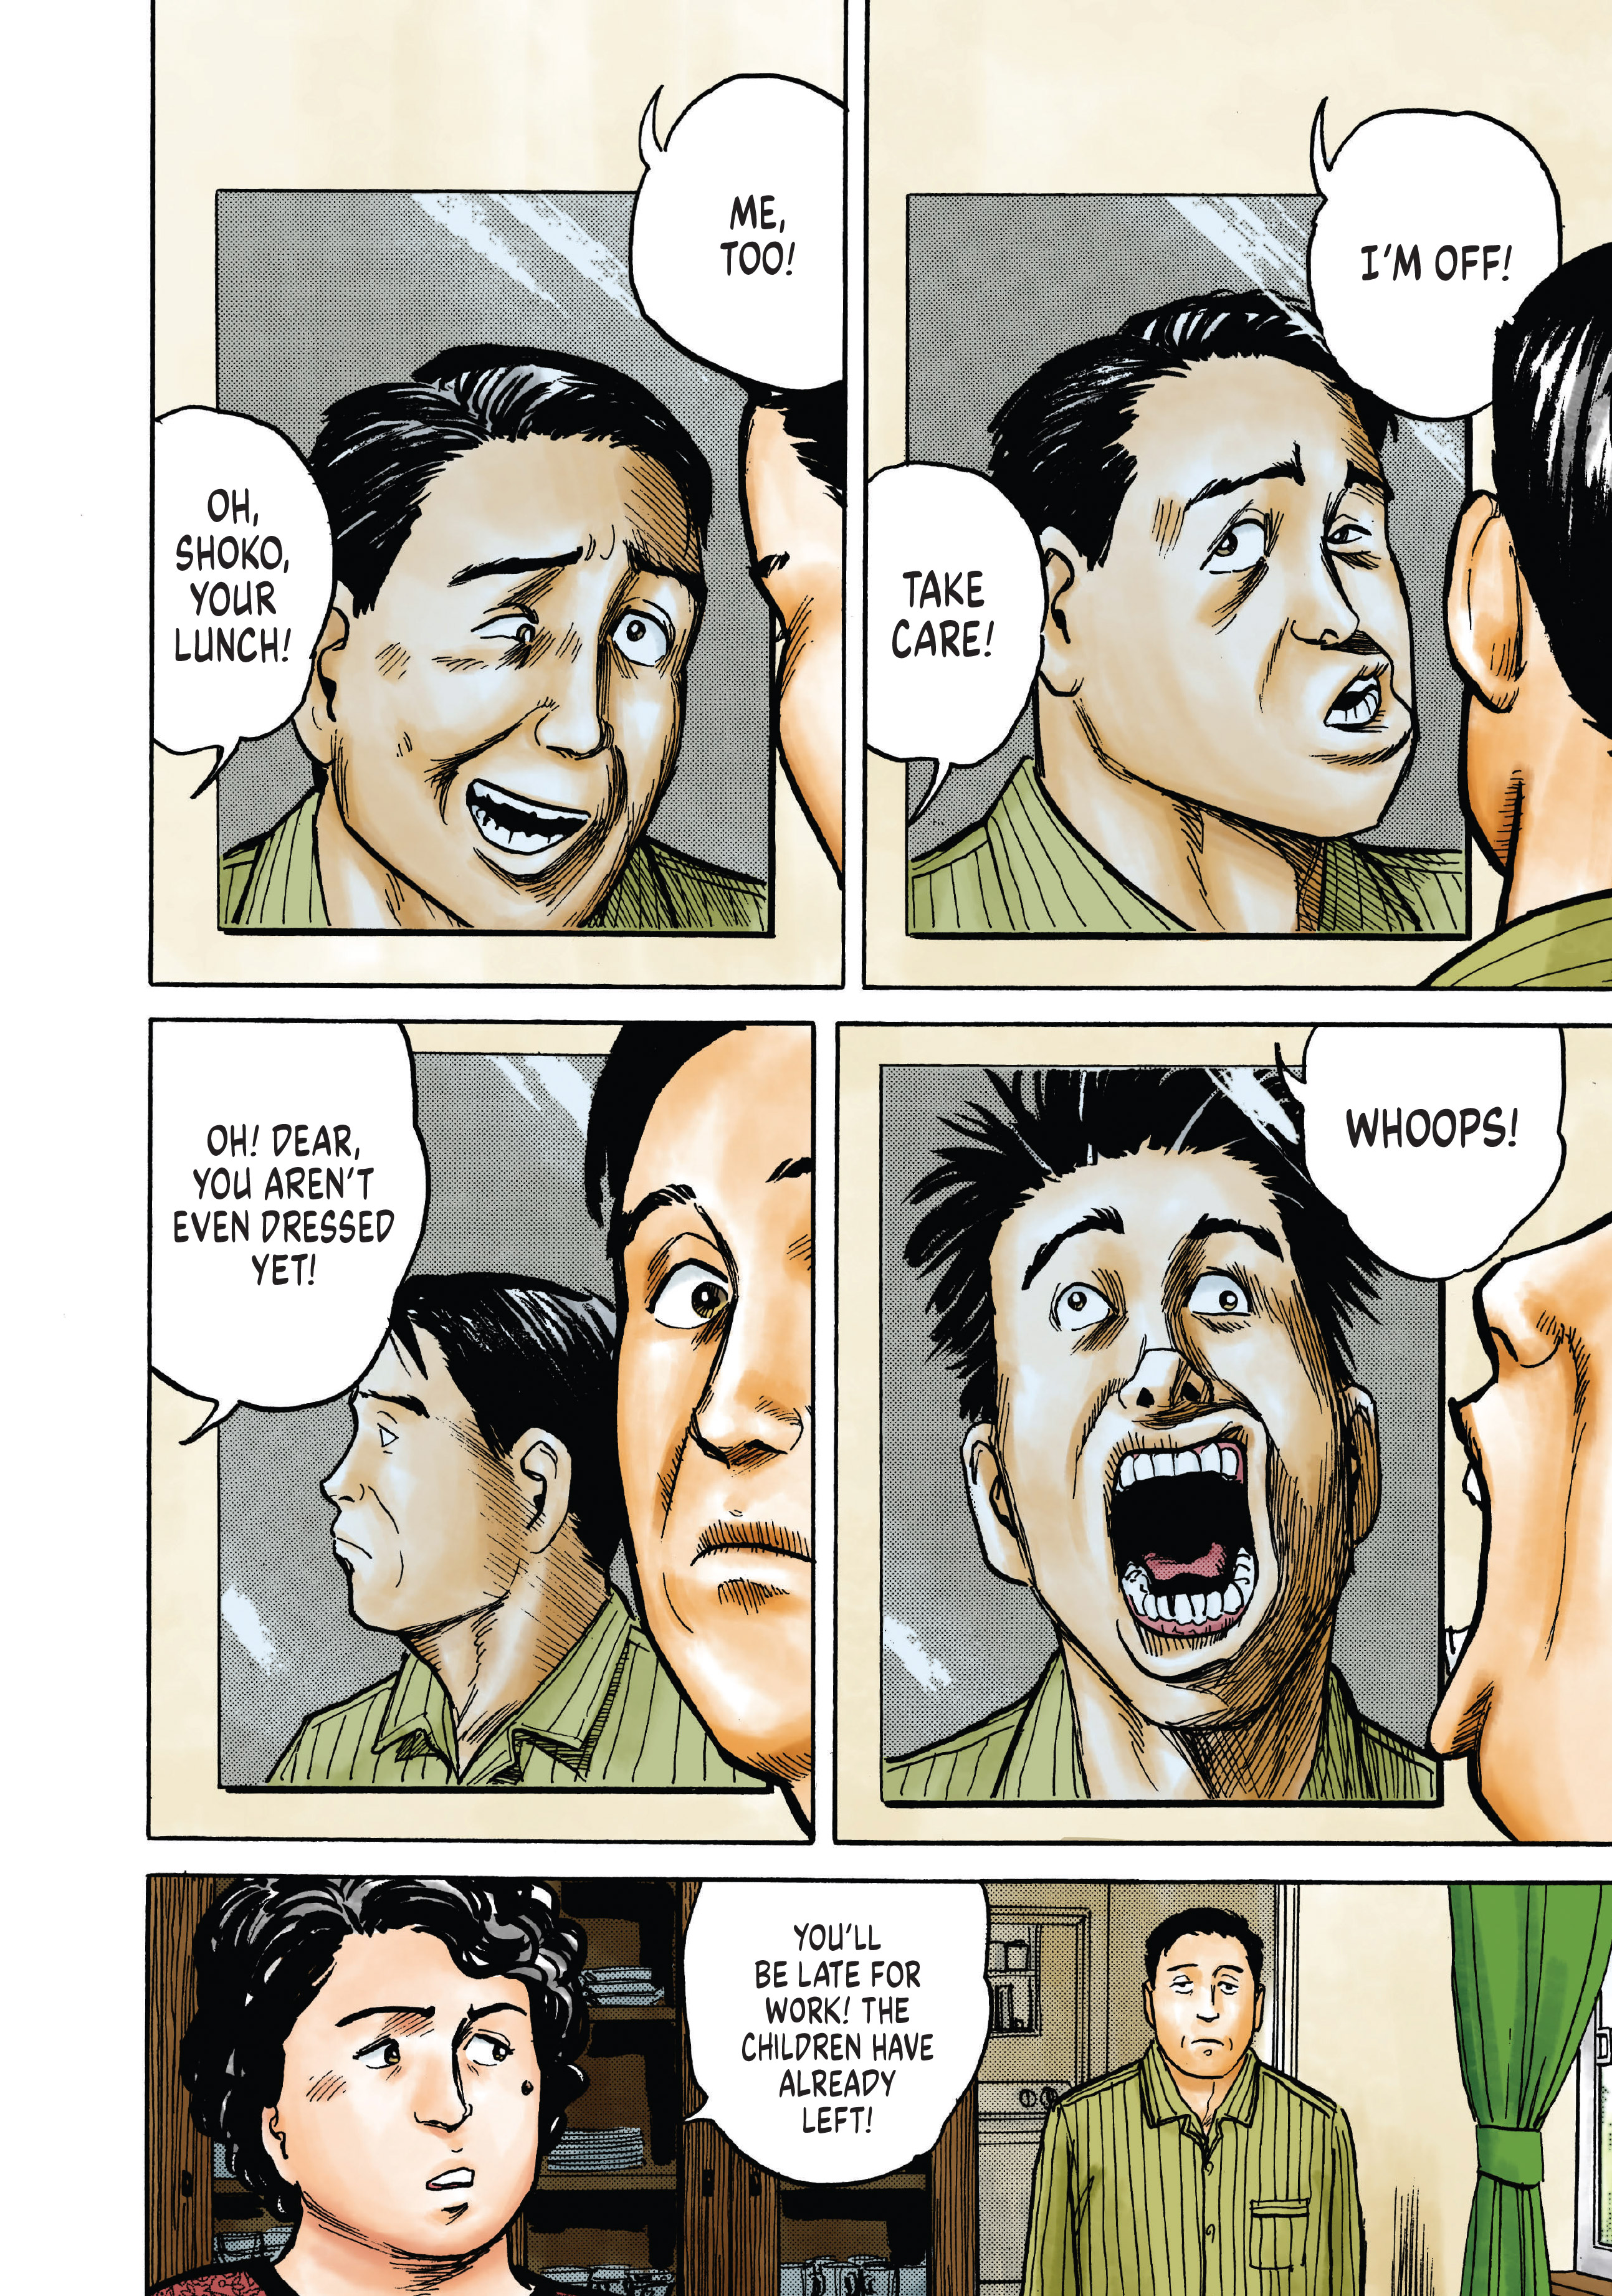 I'M OFF!
TAKE
CARE!
ME,
TOO!
OH,
SHOKO,
YOUR
LUNCH!
WHOOPS!
OH! DEAR,
YOU AREN'T
EVEN DRESSED
YET!
YOU'LL
BE LATE FOR
WORK! THE
CHILDREN HAVE
ALREADY
LEFT!